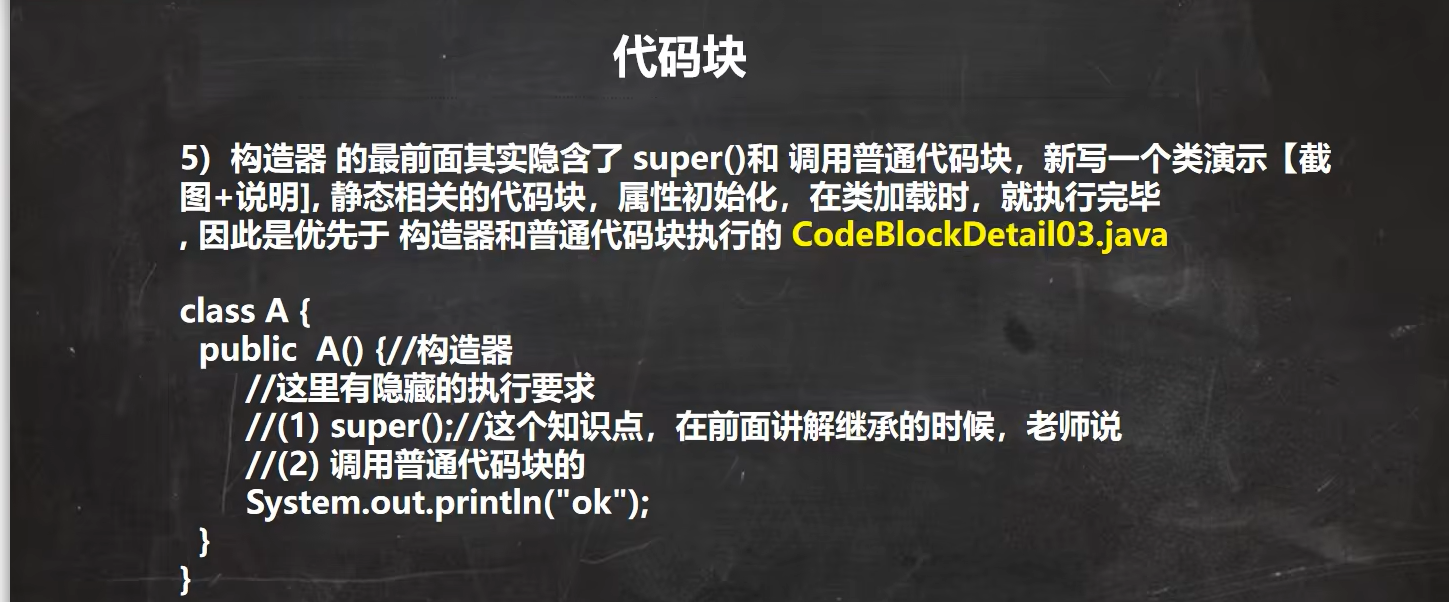 代码块
5) 构造器 的最前面其实隐含了 super()和 调用普通代码块，新写一个类演示【截
图+说明], 静态相关的代码块，属性初始化，在类加载时，就执行完毕
, 因此是优先于 构造器和普通代码块执行的 CodeBlockDetail03.java
class A {
public A() {//构造器
//这里有隐藏的执行要求
//(1) super();//这个知识点，在前面讲解继承的时候，老师说
//(2) 调用普通代码块的
System.out.println("ok");
}
}